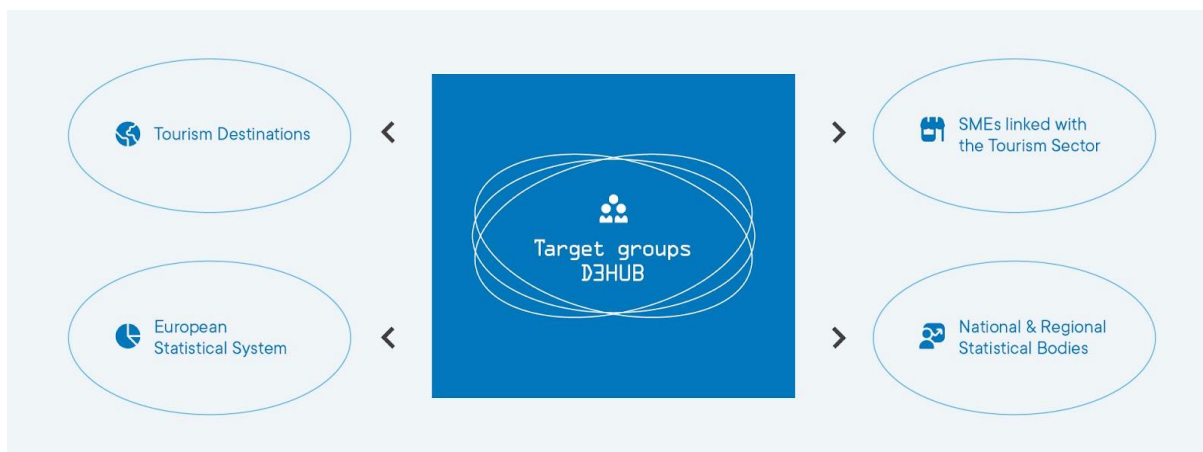 Tourism Destinations
SMEs linked with
the Tourism Sector
Target groups
D3HUB
European
Statistical System
National & Regional
Statistical Bodies